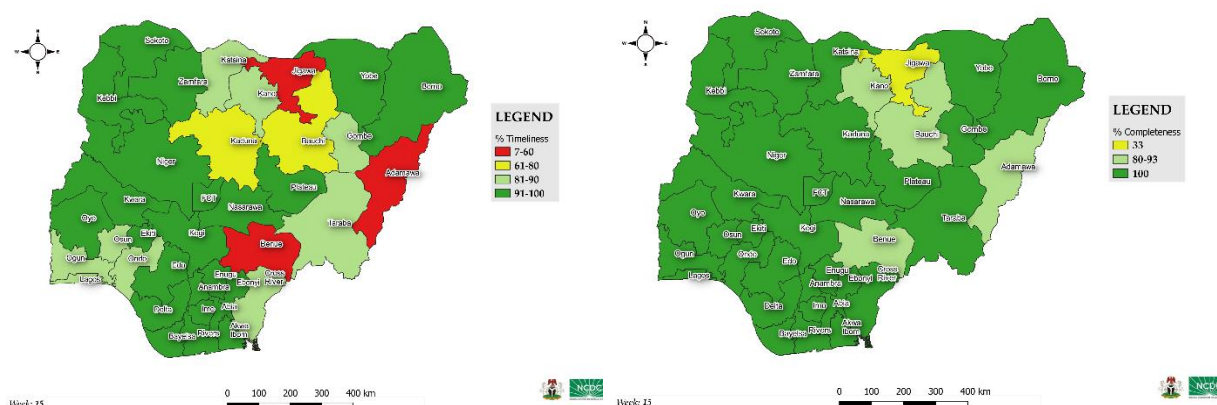 N
W E
S
Sokoto
Katsina
Jigawa
Yobe
Borno
Zamfara
Kano
Kebbi
Gombe
Kaduna
Bauchi
Niger
Adamawa
Plateau
Kwara
FCT
Nasarawa
Oyo
Taraba
Ekiti
Kogi
Osun
Benue
Ogun
Ondo
Edo
Enugu
Cross
River
Lagos
Ebonyi
Anambra
Delta
Imo
Abia
Akwa
Ibom
Bayelsa
Rivers
LEGEND
% Timeliness
7-60
61-80
81-90
91-100
0 100 200 300 400 km
Week: 15
NCDC
N
W E
S
Sokoto
Katsina
Jigawa
Yobe
Borno
Zamfara
Kano
Kebbi
Gombe
Kaduna
Bauchi
Niger
Adamawa
Plateau
Kwara
FCT
Nasarawa
Oyo
Taraba
Osun
Ekiti
Kogi
Benue
Ogun
Ondo
Edo
Enugu
Cross
River
Lagos
Ebonyi
Anambra
Delta
Imo
Abia
Akwa
Ibom
Bayelsa
Rivers
LEGEND
% Completeness
33
80-93
100
0 100 200 300 400 km
Week: 15
NCDC